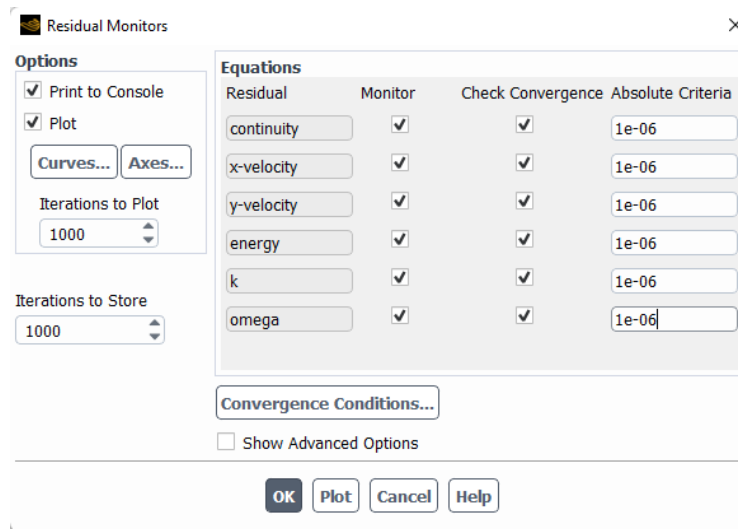 Residual Monitors
Options
Print to Console
Plot
Curves... Axes...
Iterations to Plot
1000
Iterations to Store
1000
Equations
Residual Monitor Check Convergence Absolute Criteria
continuity 1e-06
x-velocity 1e-06
y-velocity 1e-06
energy 1e-06
k 1e-06
omega 1e-06
Convergence Conditions...
Show Advanced Options
OK Plot Cancel Help